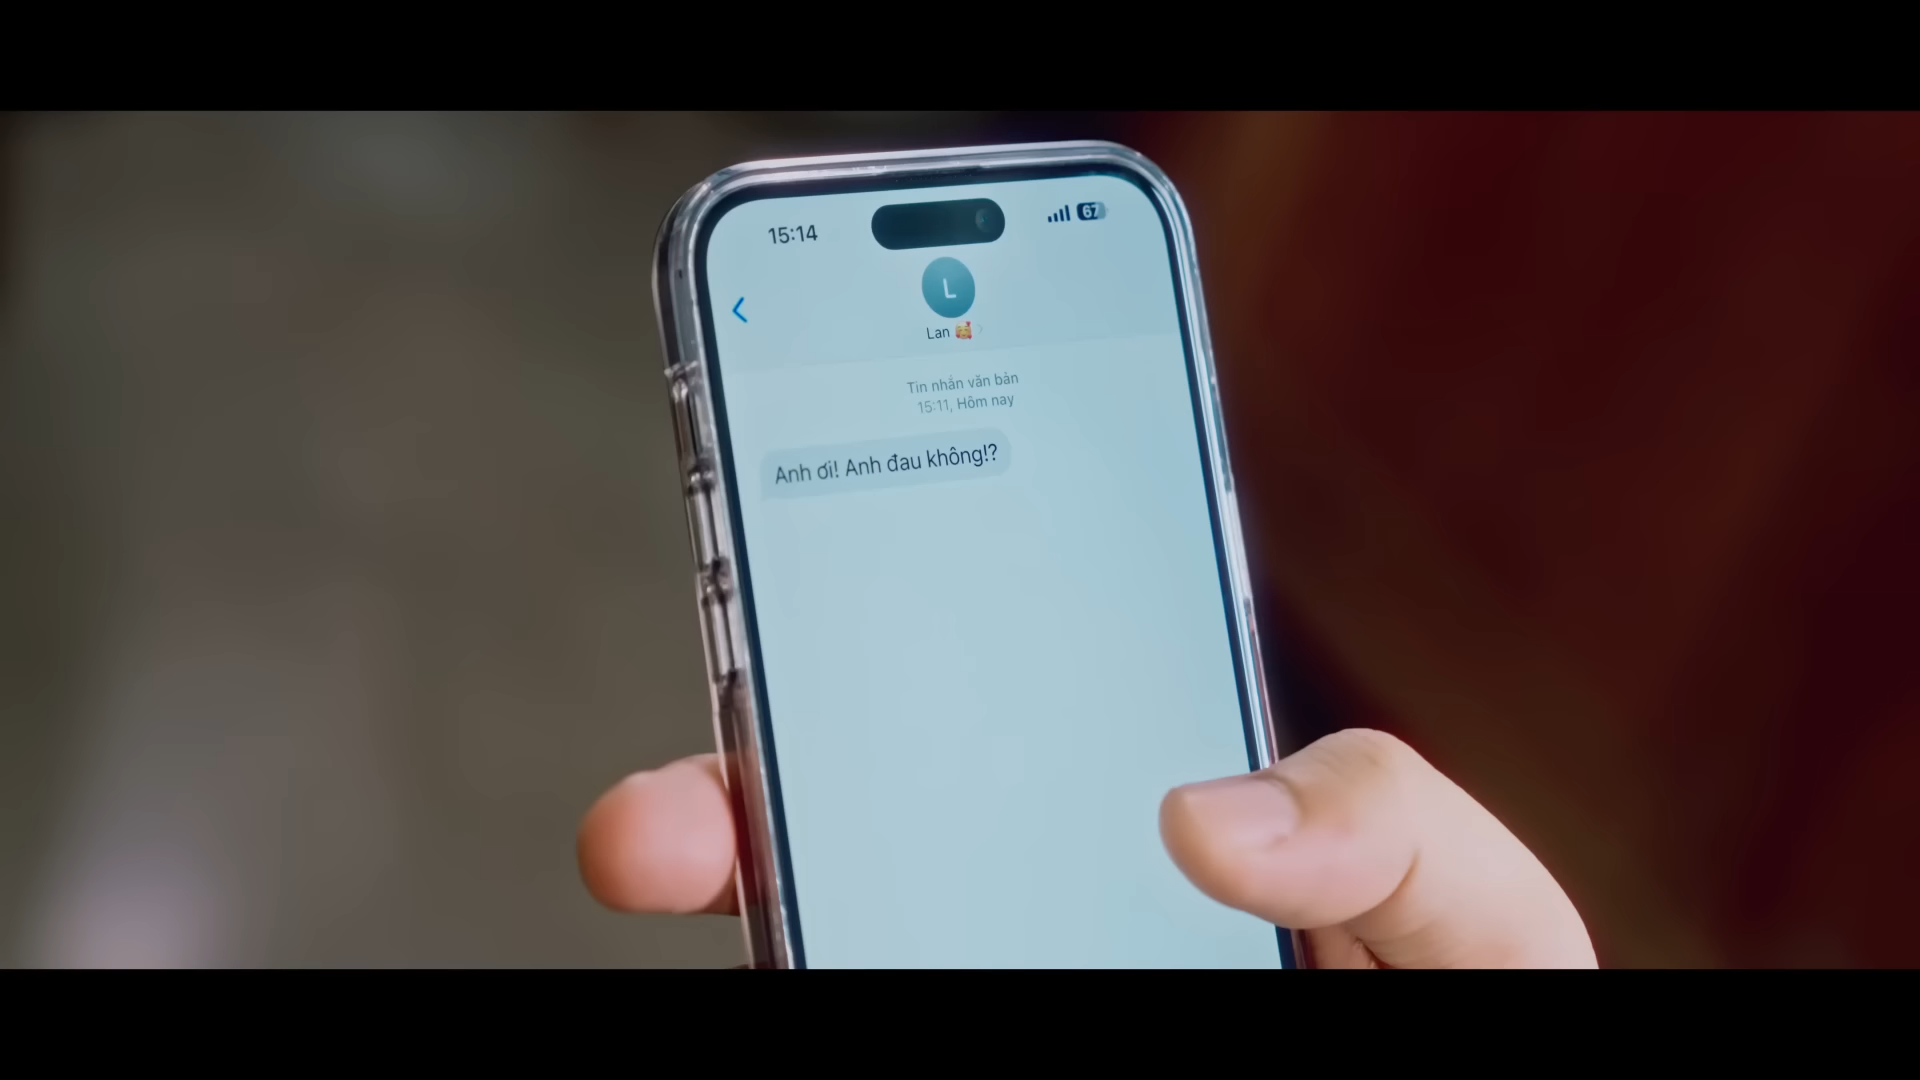 15:14
67
L
Lan 🥰
Tin nhắn văn bản
15:11, Hôm nay
Anh ơi! Anh đau không!?